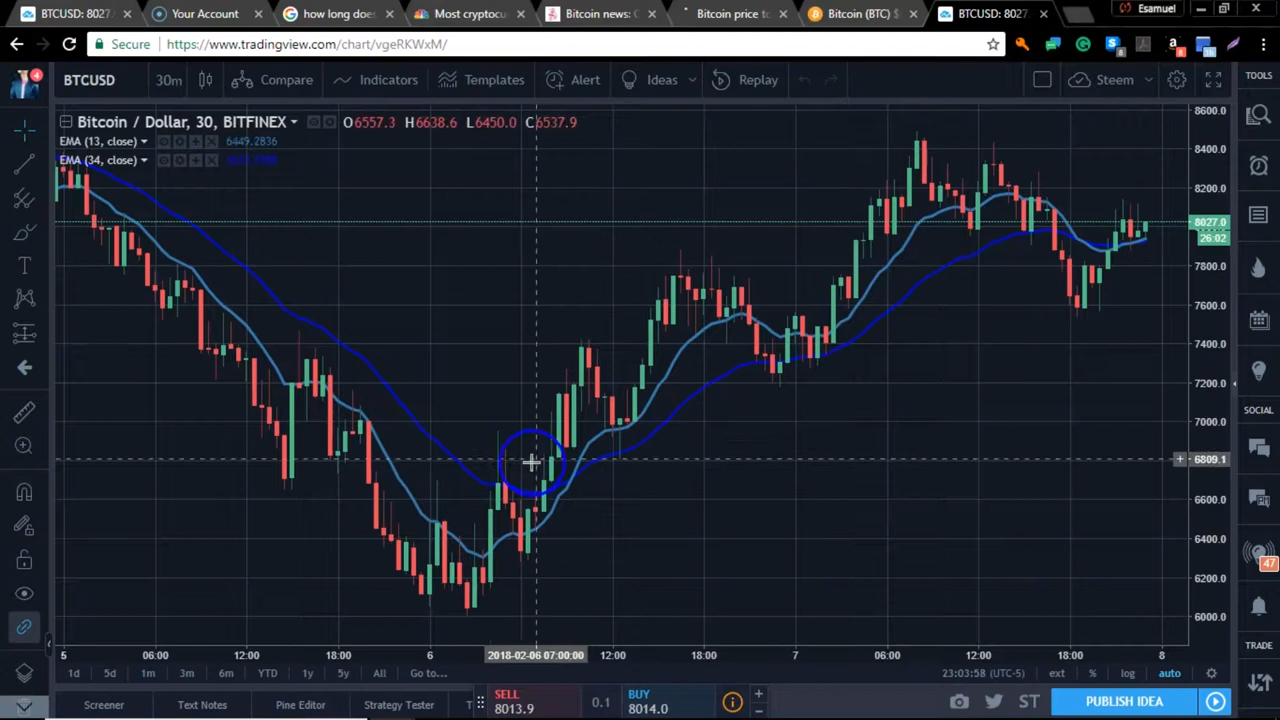 BTCUSD: 8027.0
Your Account
how long does
Most cryptocu
Bitcoin news: C
Bitcoin price to
Bitcoin (BTC) $
BTCUSD: 8027
Esamuel
Secure
https://www.tradingview.com/chart/vgeRKWxM/
4
BTCUSD
30m
Compare
Indicators
Templates
Alert
Ideas
Replay
Steem
TOOLS
Bitcoin / Dollar, 30, BITFINEX
O6557.3 H6638.6 L6450.0 C6537.9
EMA (13, close)
6449.2836
EMA (34, close)
8600.0
8400.0
8200.0
8027.0
26:02
7800.0
7600.0
7400.0
7200.0
7000.0
6809.1
6600.0
6400.0
6200.0
6000.0
SOCIAL
47
TRADE
5
06:00
12:00
18:00
6
2018-02-06 07:00:00
12:00
18:00
7
06:00
12:00
18:00
8
1d
5d
1m
3m
6m
YTD
1y
5y
All
Go to...
23:03:58 (UTC-5)
ext
%
log
auto
Screener
Text Notes
Pine Editor
Strategy Tester
T
SELL
8013.9
0.1
BUY
8014.0
ST
PUBLISH IDEA